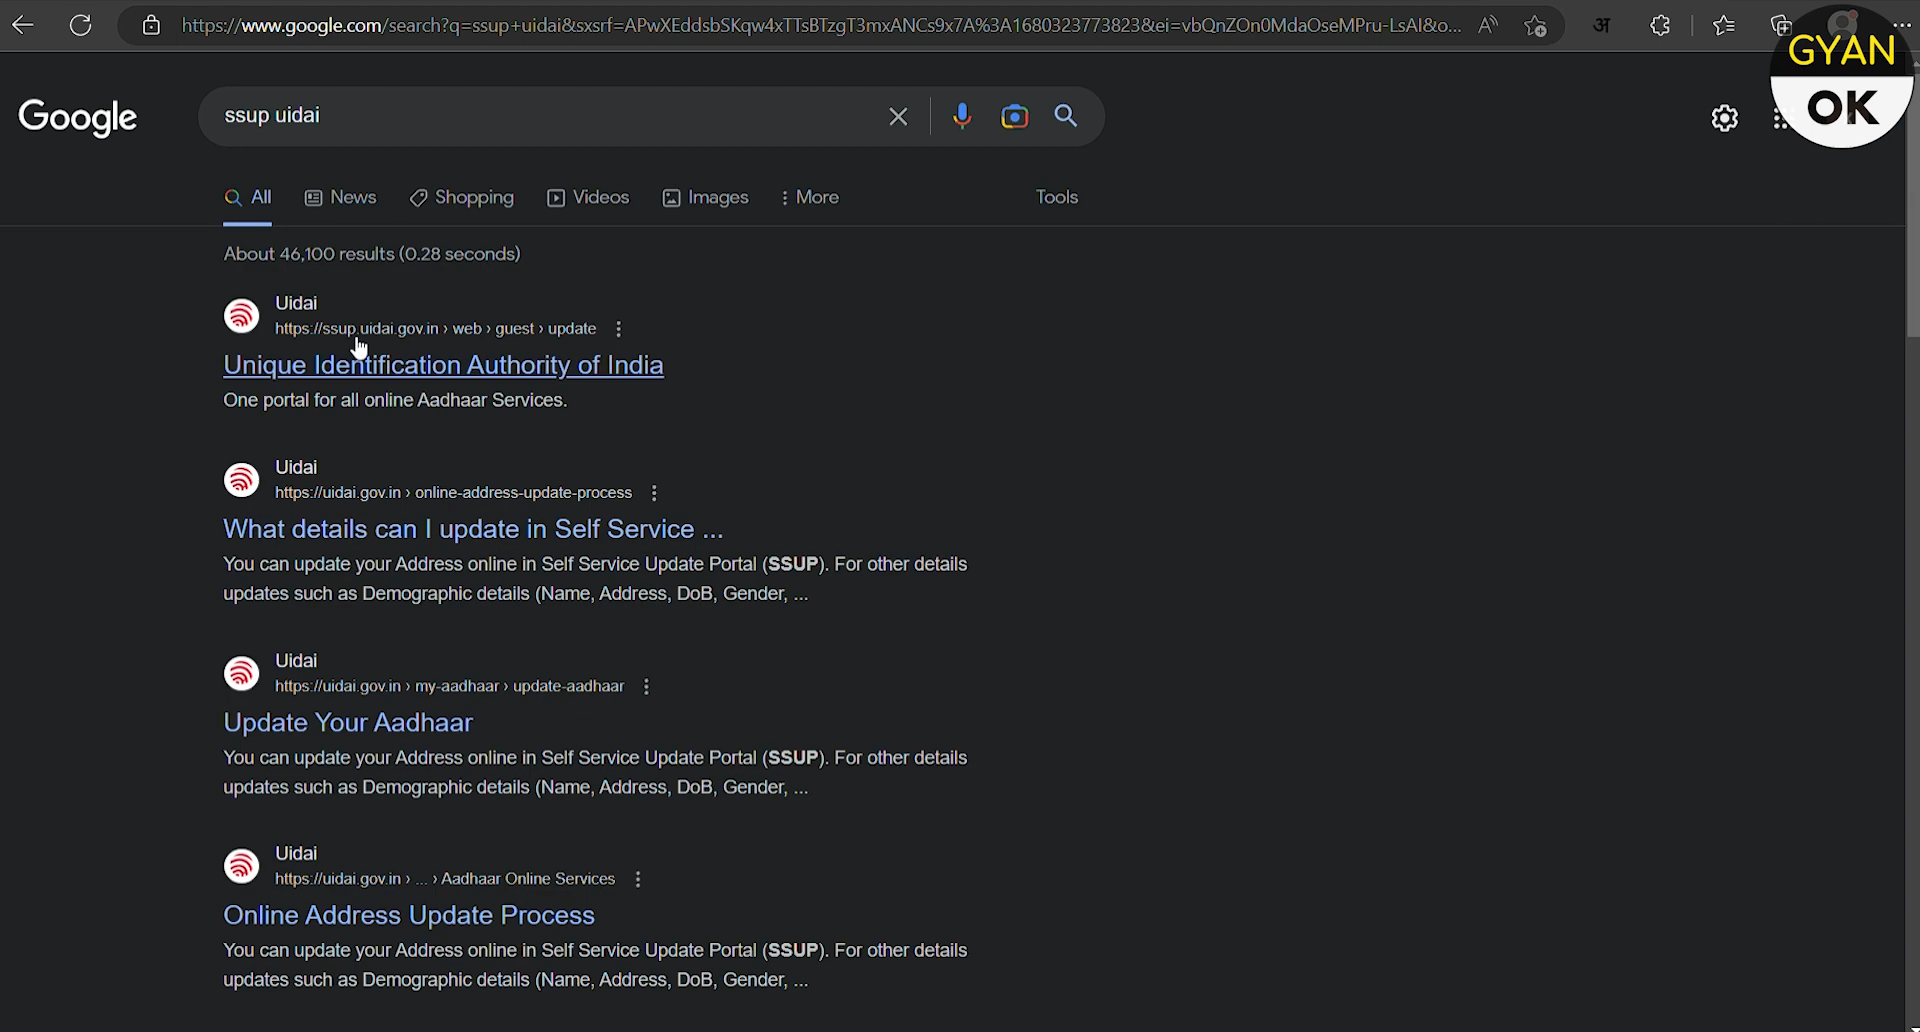 https://www.google.com/search?q=ssup+uidai&sxsrf=APwXEddsbSKqw4xTTsBTzgT3mxANCs9x7A%3A1680323773823&ei=vbQnZOn0MdaOseMPru-LsAI&o...
अ
GYAN
OK
Google
ssup uidai
All News Shopping Videos Images More Tools
About 46,100 results (0.28 seconds)
Uidai
https://ssup.uidai.gov.in › web › guest › update
Unique Identification Authority of India
One portal for all online Aadhaar Services.
Uidai
https://uidai.gov.in › online-address-update-process
What details can I update in Self Service ...
You can update your Address online in Self Service Update Portal (SSUP). For other details
updates such as Demographic details (Name, Address, DoB, Gender, ...
Uidai
https://uidai.gov.in › my-aadhaar › update-aadhaar
Update Your Aadhaar
You can update your Address online in Self Service Update Portal (SSUP). For other details
updates such as Demographic details (Name, Address, DoB, Gender, ...
Uidai
https://uidai.gov.in › ... › Aadhaar Online Services
Online Address Update Process
You can update your Address online in Self Service Update Portal (SSUP). For other details
updates such as Demographic details (Name, Address, DoB, Gender, ...